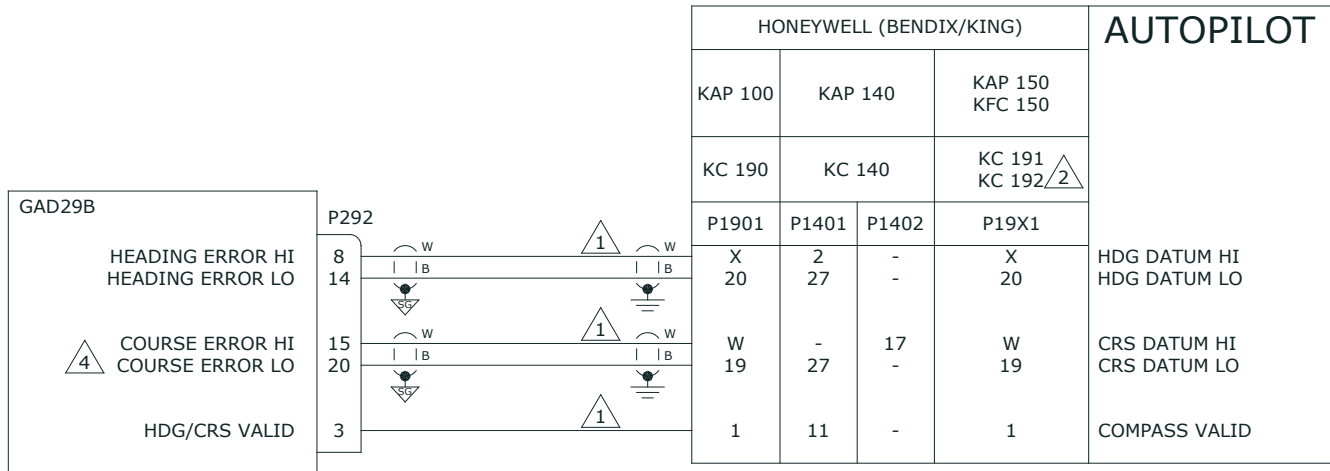 HONEYWELL (BENDIX/KING) AUTOPILOT
KAP 100 KAP 140 KAP 150
KFC 150
KC 190 KC 140 KC 191
KC 192 2
GAD29B P292 P1901 P1401 P1402 P19X1
HEADING ERROR HI 8 W 1 W X 2 - X HDG DATUM HI
HEADING ERROR LO 14 B B 20 27 - 20 HDG DATUM LO
SG
COURSE ERROR HI 15 W 1 W W - 17 W CRS DATUM HI
4 COURSE ERROR LO 20 B B 19 27 - 19 CRS DATUM LO
SG
HDG/CRS VALID 3 1 1 11 - 1 COMPASS VALID